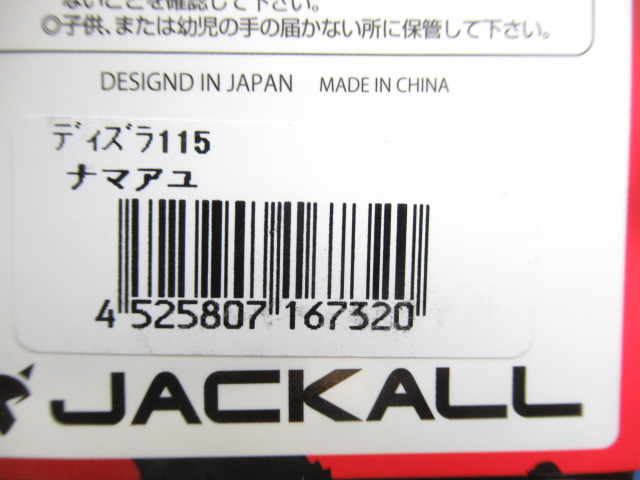 ないことを確認して下さい。
◎子供、または幼児の手の届かない所に保管して下さい。
DESIGND IN JAPAN MADE IN CHINA
ディズラ115
ナマアユ
4 525807 167320
JACKALL